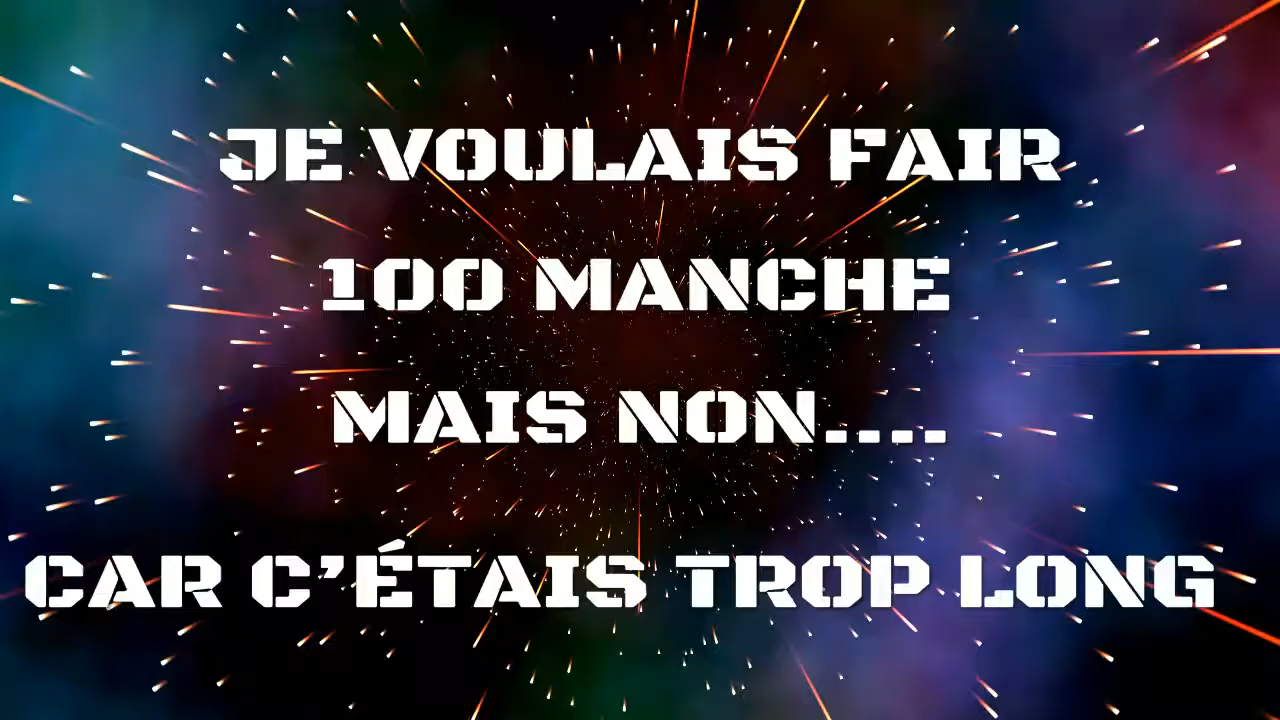 JE VOULAIS FAIR
100 MANCHE
MAIS NON....
CAR C'ÉTAIS TROP LONG